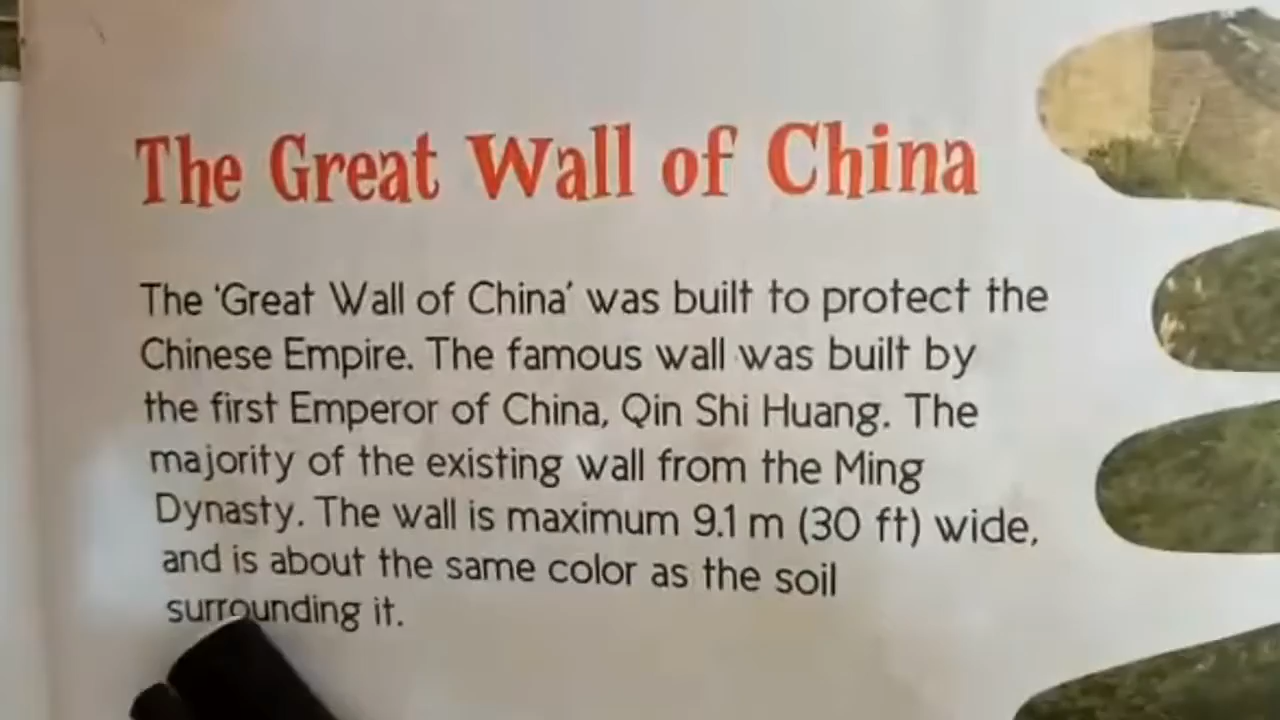 The Great Wall of China
The ‘Great Wall of China’ was built to protect the
Chinese Empire. The famous wall was built by
the first Emperor of China, Qin Shi Huang. The
majority of the existing wall from the Ming
Dynasty. The wall is maximum 9.1 m (30 ft) wide,
and is about the same color as the soil
surrounding it.